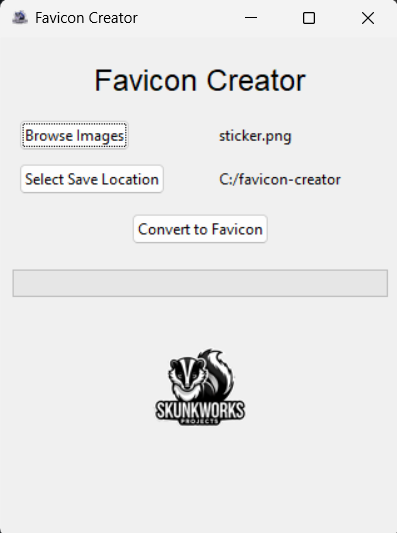 Favicon Creator
Favicon Creator
Browse Images
sticker.png
Select Save Location
C:/favicon-creator
Convert to Favicon
SKUNKWORKS
PROJECTS